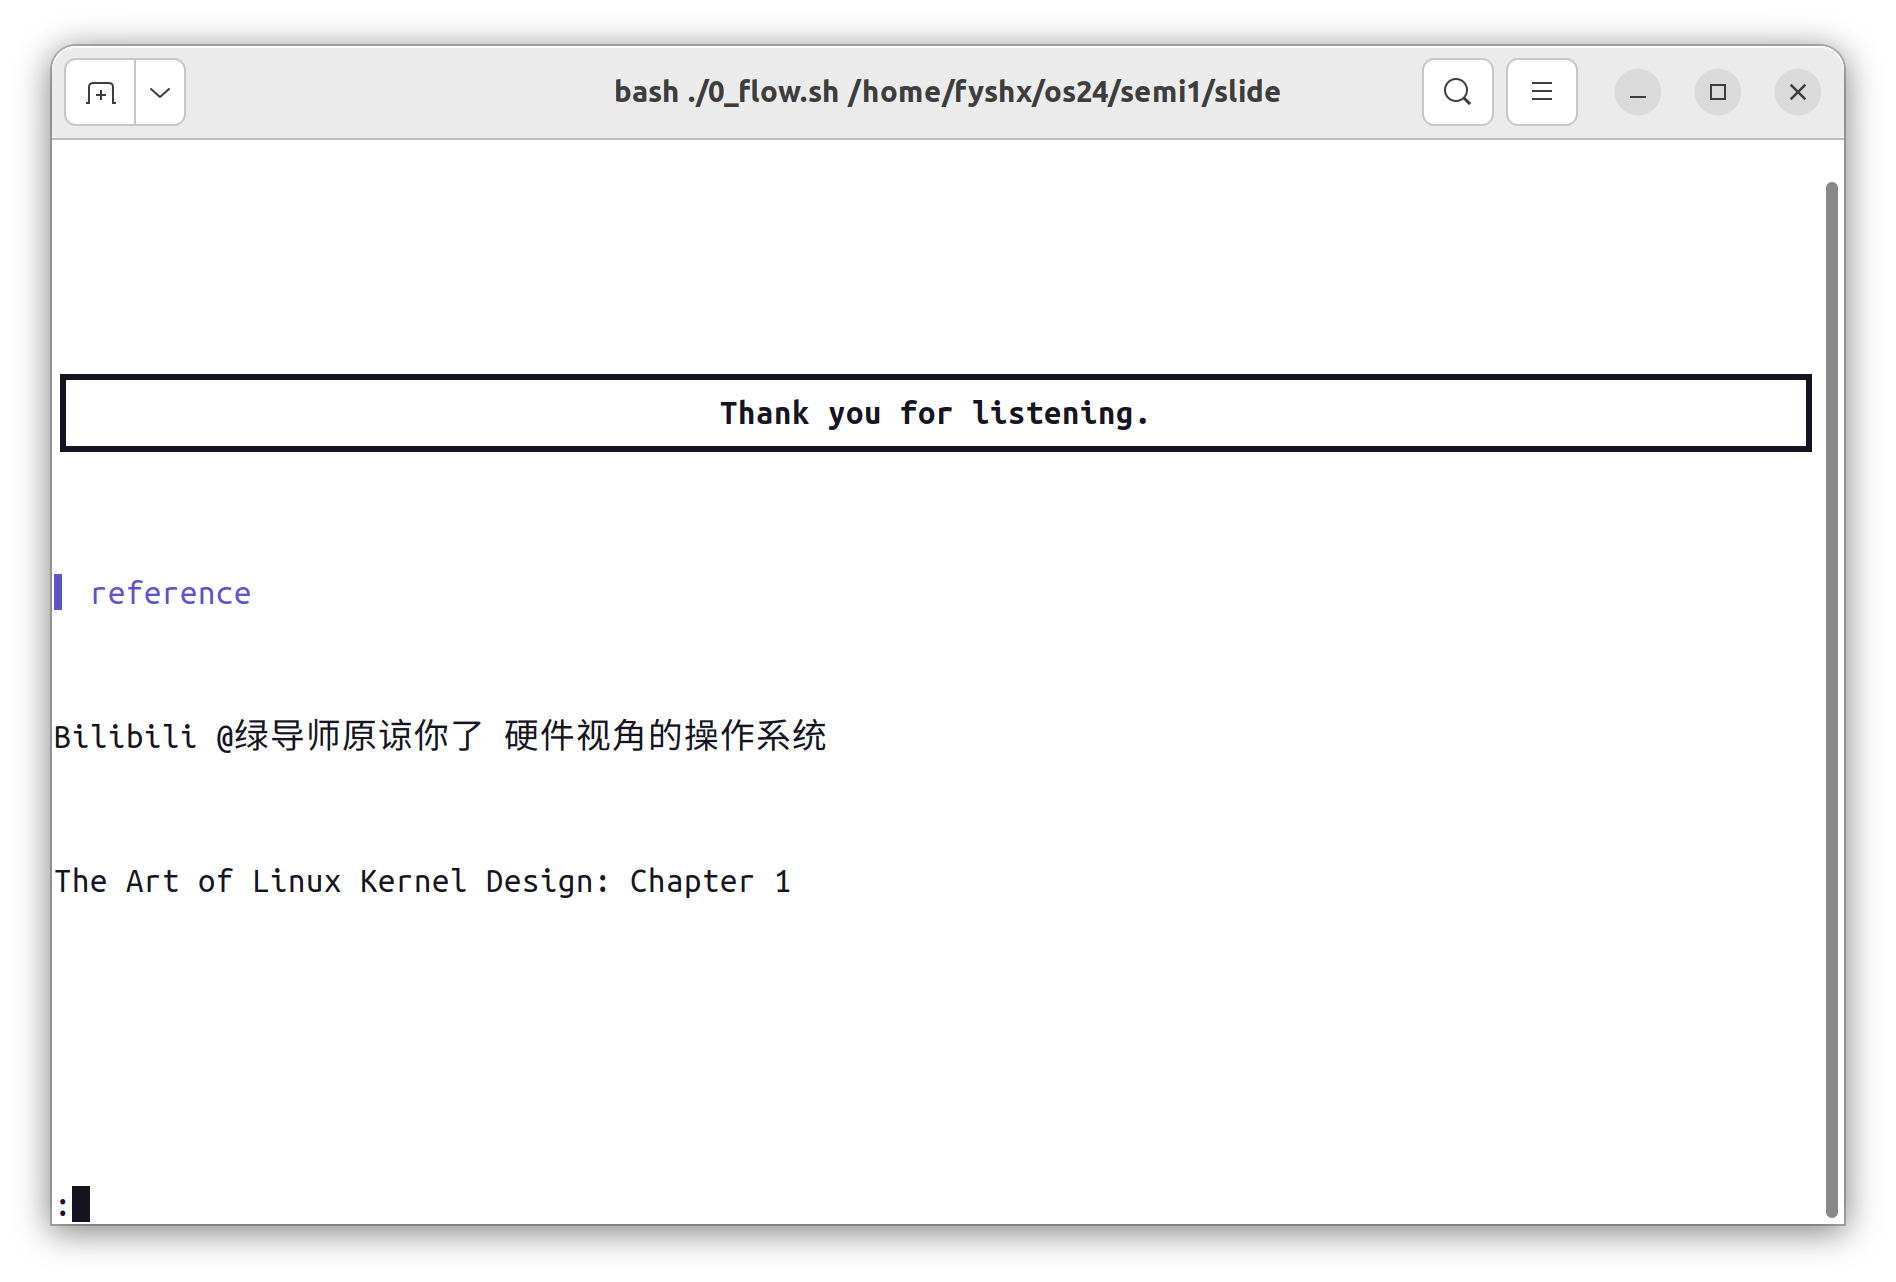 bash ./0_flow.sh /home/fyshx/os24/semi1/slide
Thank you for listening.
reference
Bilibili @绿导师原谅你了 硬件视角的操作系统
The Art of Linux Kernel Design: Chapter 1
: